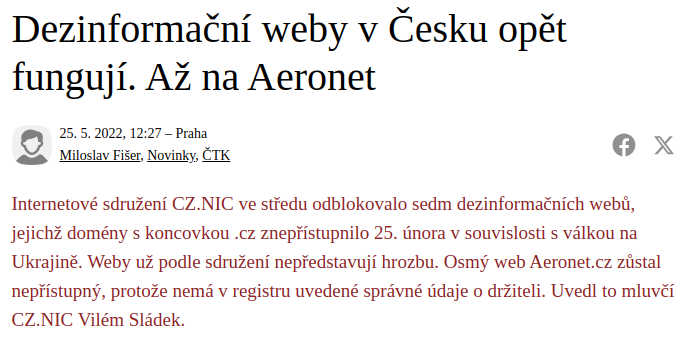 Dezinformační weby v Česku opět
fungují. Až na Aeronet
25. 5. 2022, 12:27 – Praha
Miloslav Fišer, Novinky, ČTK
Internetové sdružení CZ.NIC ve středu odblokovalo sedm dezinformačních webů,
jejichž domény s koncovkou .cz znepřístupnilo 25. února v souvislosti s válkou na
Ukrajině. Weby už podle sdružení nepředstavují hrozbu. Osmý web Aeronet.cz zůstal
nepřístupný, protože nemá v registru uvedené správné údaje o držiteli. Uvedl to mluvčí
CZ.NIC Vilém Sládek.